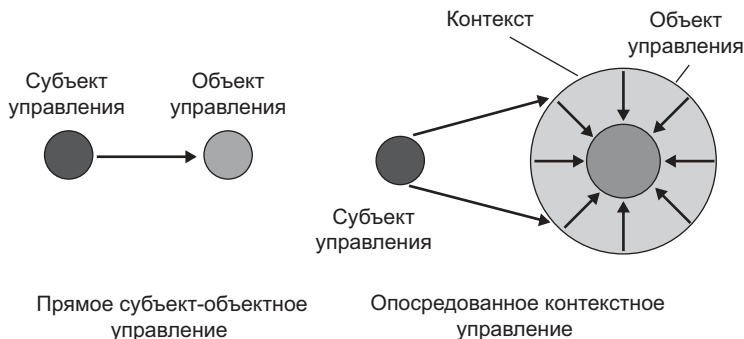 Контекст
Объект
управления
Субъект
управления
Объект
управления
Субъект
управления
Прямое субъект-объектное
управление
Опосредованное контекстное
управление